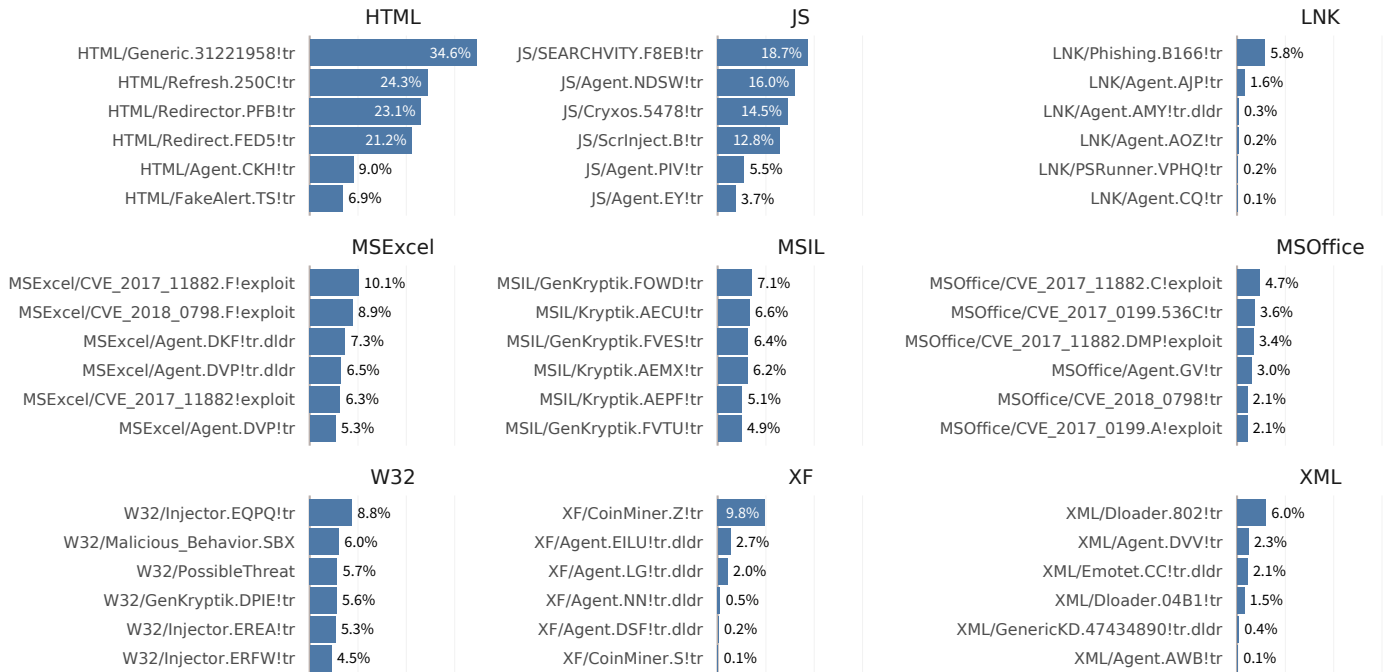 HTML
HTML/Generic.31221958!tr 34.6%
HTML/Refresh.250C!tr 24.3%
HTML/Redirector.PFB!tr 23.1%
HTML/Redirect.FED5!tr 21.2%
HTML/Agent.CKH!tr 9.0%
HTML/FakeAlert.TS!tr 6.9%
JS
JS/SEARCHVITY.F8EB!tr 18.7%
JS/Agent.NDSW!tr 16.0%
JS/Cryxos.5478!tr 14.5%
JS/ScrInject.B!tr 12.8%
JS/Agent.PIV!tr 5.5%
JS/Agent.EY!tr 3.7%
LNK
LNK/Phishing.B166!tr 5.8%
LNK/Agent.AJP!tr 1.6%
LNK/Agent.AMY!tr.dldr 0.3%
LNK/Agent.AOZ!tr 0.2%
LNK/PSRunner.VPHQ!tr 0.2%
LNK/Agent.CQ!tr 0.1%
MSExcel
MSExcel/CVE_2017_11882.F!exploit 10.1%
MSExcel/CVE_2018_0798.F!exploit 8.9%
MSExcel/Agent.DKF!tr.dldr 7.3%
MSExcel/Agent.DVP!tr.dldr 6.5%
MSExcel/CVE_2017_11882!exploit 6.3%
MSExcel/Agent.DVP!tr 5.3%
MSIL
MSIL/GenKryptik.FOWD!tr 7.1%
MSIL/Kryptik.AECU!tr 6.6%
MSIL/GenKryptik.FVES!tr 6.4%
MSIL/Kryptik.AEMX!tr 6.2%
MSIL/Kryptik.AEPF!tr 5.1%
MSIL/GenKryptik.FVTU!tr 4.9%
MSOffice
MSOffice/CVE_2017_11882.C!exploit 4.7%
MSOffice/CVE_2017_0199.536C!tr 3.6%
MSOffice/CVE_2017_11882.DMP!exploit 3.4%
MSOffice/Agent.GV!tr 3.0%
MSOffice/CVE_2018_0798!tr 2.1%
MSOffice/CVE_2017_0199.A!exploit 2.1%
W32
W32/Injector.EQPQ!tr 8.8%
W32/Malicious_Behavior.SBX 6.0%
W32/PossibleThreat 5.7%
W32/GenKryptik.DPIE!tr 5.6%
W32/Injector.EREA!tr 5.3%
W32/Injector.ERFW!tr 4.5%
XF
XF/CoinMiner.Z!tr 9.8%
XF/Agent.EILU!tr.dldr 2.7%
XF/Agent.LG!tr.dldr 2.0%
XF/Agent.NN!tr.dldr 0.5%
XF/Agent.DSF!tr.dldr 0.2%
XF/CoinMiner.S!tr 0.1%
XML
XML/Dloader.802!tr 6.0%
XML/Agent.DVV!tr 2.3%
XML/Emotet.CC!tr.dldr 2.1%
XML/Dloader.04B1!tr 1.5%
XML/GenericKD.47434890!tr.dldr 0.4%
XML/Agent.AWB!tr 0.1%